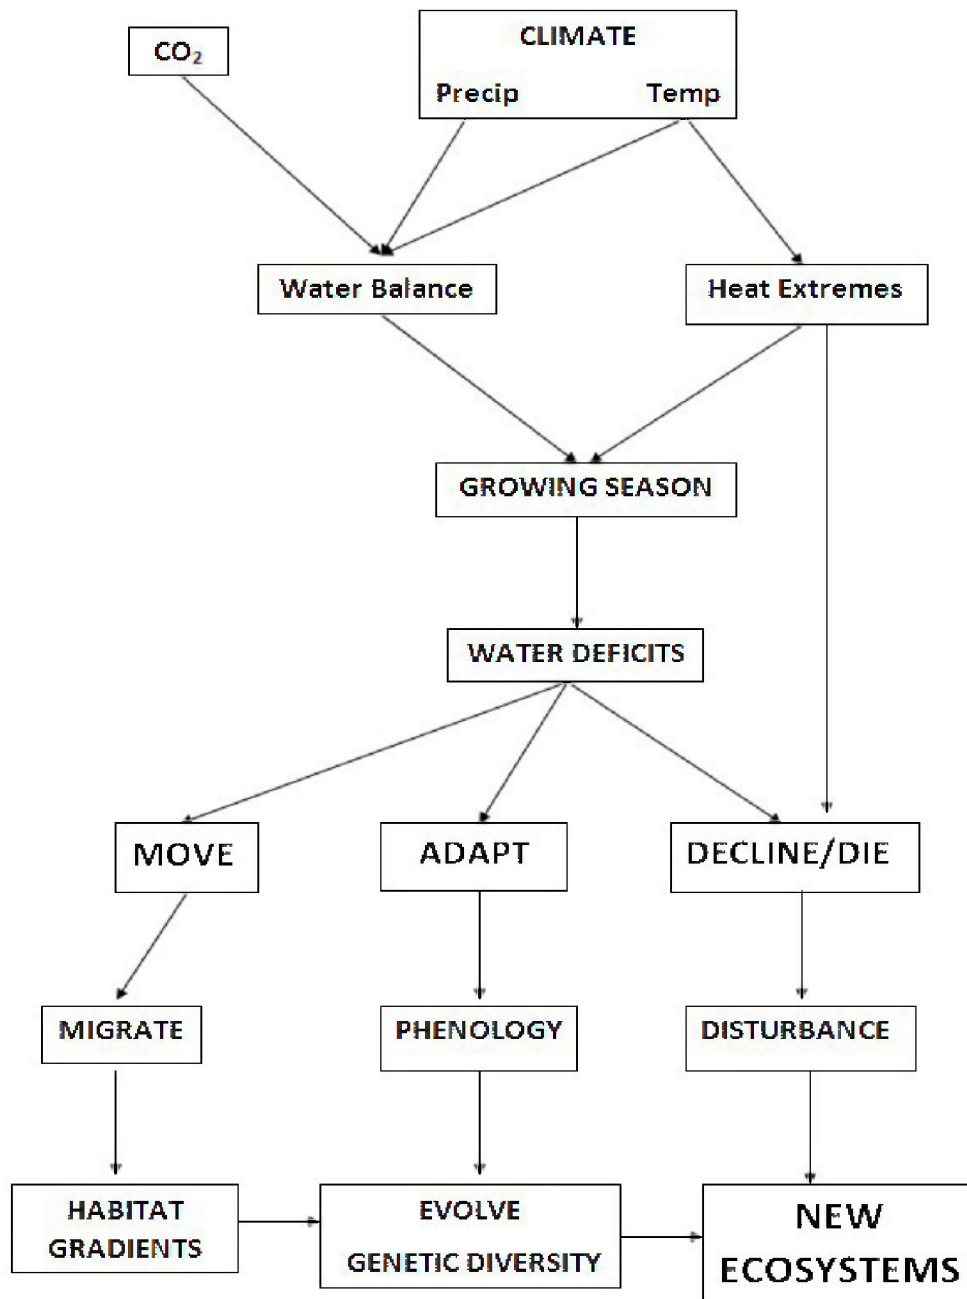 CO₂
CLIMATE
Precip Temp
Water Balance
Heat Extremes
GROWING SEASON
WATER DEFICITS
MOVE
ADAPT
DECLINE/DIE
MIGRATE
PHENOLOGY
DISTURBANCE
HABITAT
GRADIENTS
EVOLVE
GENETIC DIVERSITY
NEW
ECOSYSTEMS